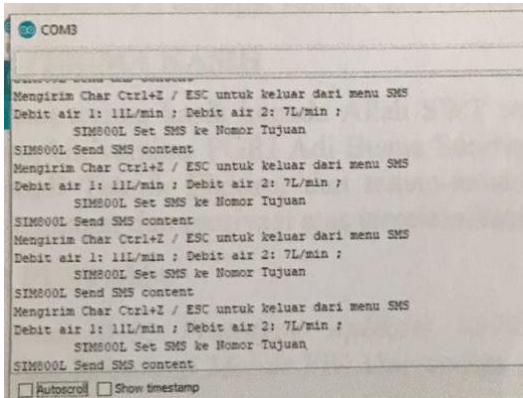 COM3
SIM800L Send SMS content
Mengirim Char Ctrl+Z / ESC untuk keluar dari menu SMS
Debit air 1: 11L/min ; Debit air 2: 7L/min ;
SIM800L Set SMS ke Nomor Tujuan
SIM800L Send SMS content
Mengirim Char Ctrl+Z / ESC untuk keluar dari menu SMS
Debit air 1: 11L/min ; Debit air 2: 7L/min ;
SIM800L Set SMS ke Nomor Tujuan
SIM800L Send SMS content
Mengirim Char Ctrl+Z / ESC untuk keluar dari menu SMS
Debit air 1: 11L/min ; Debit air 2: 7L/min ;
SIM800L Set SMS ke Nomor Tujuan
SIM800L Send SMS content
Mengirim Char Ctrl+Z / ESC untuk keluar dari menu SMS
Debit air 1: 11L/min ; Debit air 2: 7L/min ;
SIM800L Set SMS ke Nomor Tujuan
SIM800L Send SMS content
Autoscroll Show timestamp